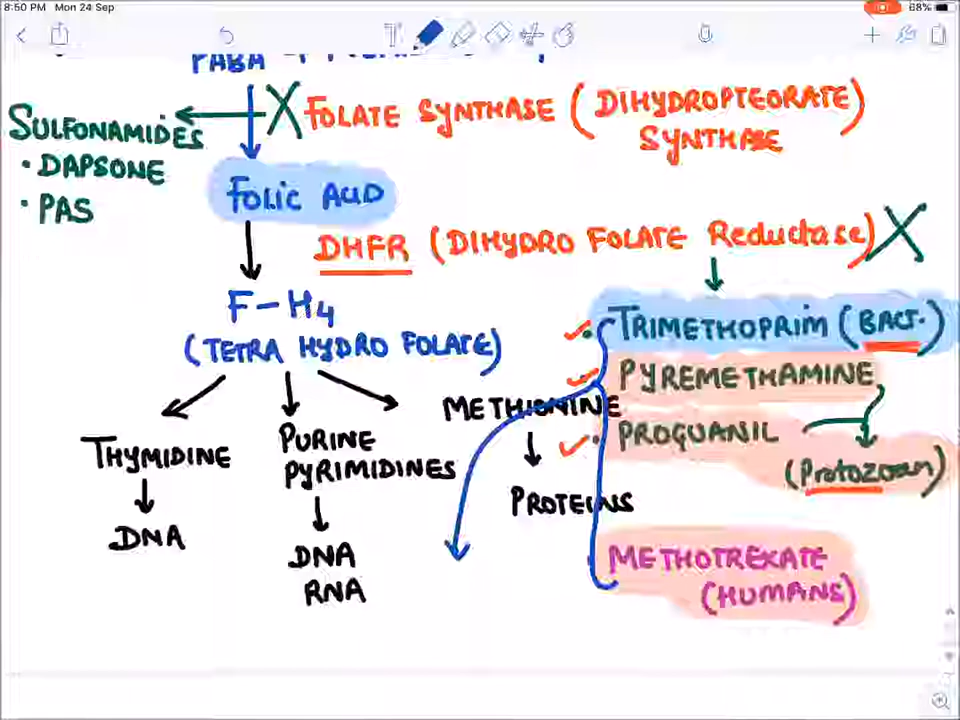 8:50 PM Mon 24 Sep
68%
PABA
FOLATE SYNTHASE (DIHYDROPTEORATE)
SYNTHASE
SULFONAMIDES
• DAPSONE
• PAS
FOLIC ACID
DHFR (DIHYDRO FOLATE Reductase)
F-H4
(TETRA HYDRO FOLATE)
• TRIMETHOPRIM (BACT.)
• PYREMETHAMINE
• PROGUANIL
(Protozoan)
METHOTREXATE
(HUMANS)
THYMIDINE
DNA
PURINE
PYRIMIDINES
DNA
RNA
METHIONINE
PROTEINS